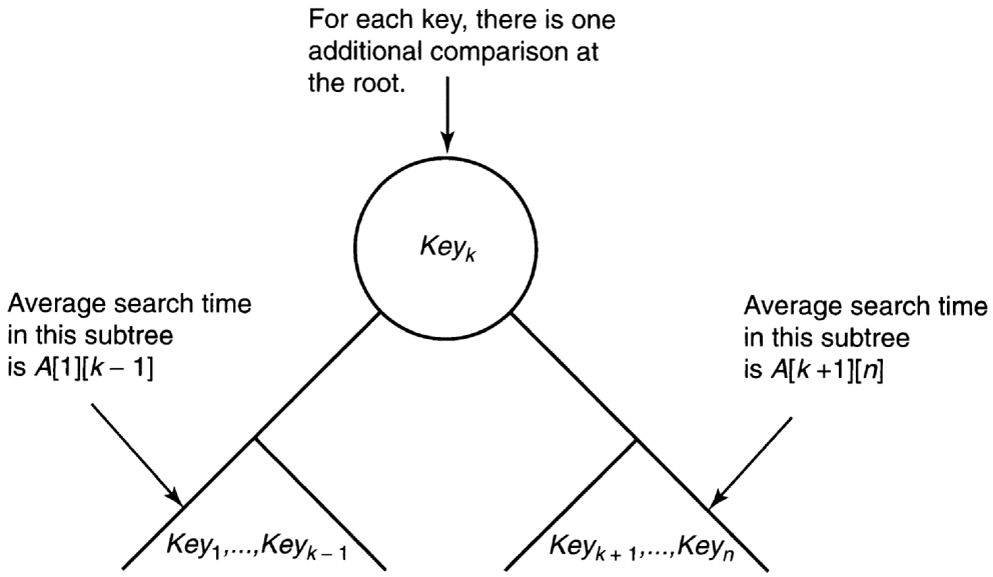 For each key, there is one
additional comparison at
the root.
Key_k
Average search time
in this subtree
is A[1][k – 1]
Average search time
in this subtree
is A[k +1][n]
Key_1,...,Key_{k – 1}
Key_{k + 1},...,Key_n